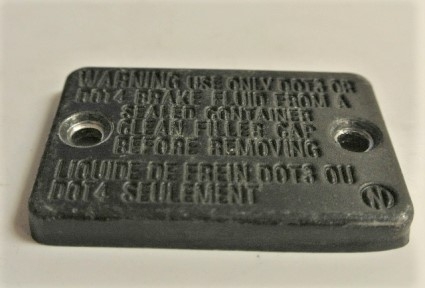 WARNING USE ONLY DOT3 OR
DOT4 BRAKE FLUID FROM A
SEALED CONTAINER
CLEAN FILLER CAP
BEFORE REMOVING
LIQUIDE DE FREIN DOT3 OU
DOT4 SEULEMENT